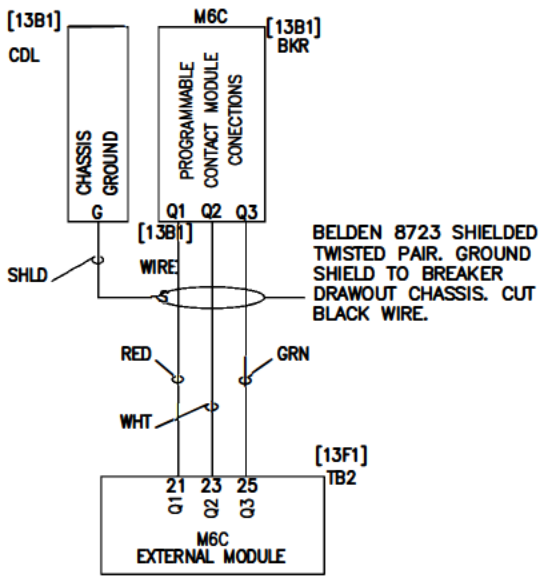 [13B1]
CDL
M6C
[13B1]
BKR
CHASSIS
GROUND
G
PROGRAMMABLE
CONTACT MODULE
CONECTIONS
Q1 Q2 Q3
[13B1]
WIRE
SHLD
S
BELDEN 8723 SHIELDED
TWISTED PAIR. GROUND
SHIELD TO BREAKER
DRAWOUT CHASSIS. CUT
BLACK WIRE.
RED
GRN
WHT
[13F1]
TB2
21 23 25
Q1 Q2 Q3
M6C
EXTERNAL MODULE